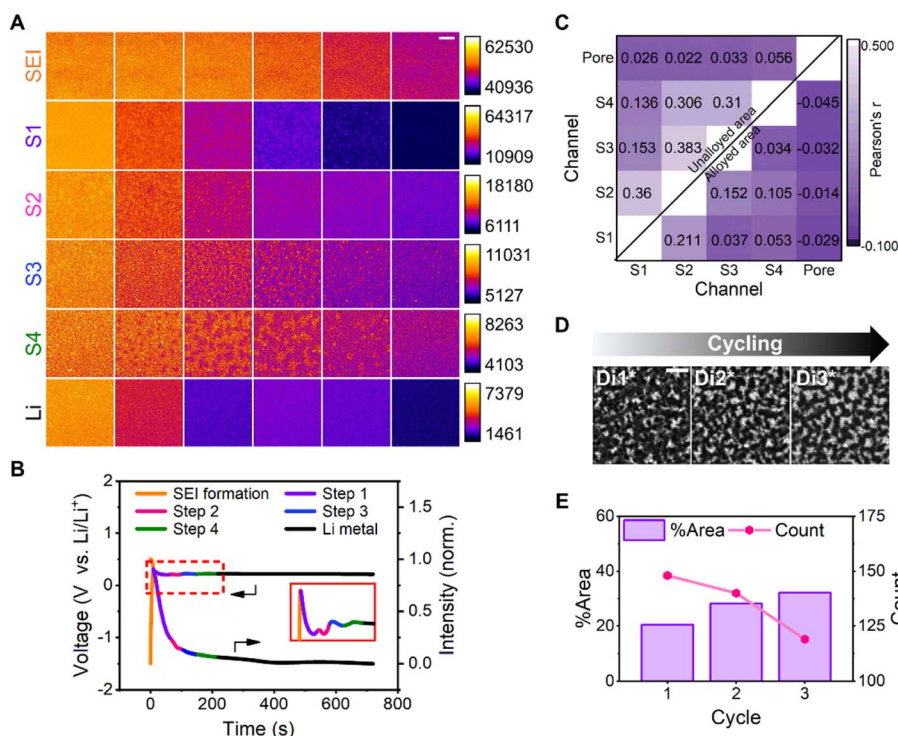 A
SEI
62530
40936
S1
64317
10909
S2
18180
6111
S3
11031
5127
S4
8263
4103
Li
7379
1461
B
Voltage (V vs. Li/Li⁺)
2
1
0
-1
-2
SEI formation
Step 1
Step 2
Step 3
Step 4
Li metal
1.5
1.0
0.5
0.0
Intensity (norm.)
0 200 400 600 800
Time (s)
C
Channel
Pore 0.026 0.022 0.033 0.056
S4 0.136 0.306 0.31 -0.045
S3 0.153 0.383 0.034 -0.032
S2 0.36 0.152 0.105 -0.014
S1 0.211 0.037 0.053 -0.029
Unalloyed area
Alloyed area
S1 S2 S3 S4 Pore
Channel
0.500
-0.100
Pearson's r
D
Cycling
Di1* Di2* Di3*
E
%Area
60
40
20
0
%Area Count
175
150
125
100
Count
1 2 3
Cycle